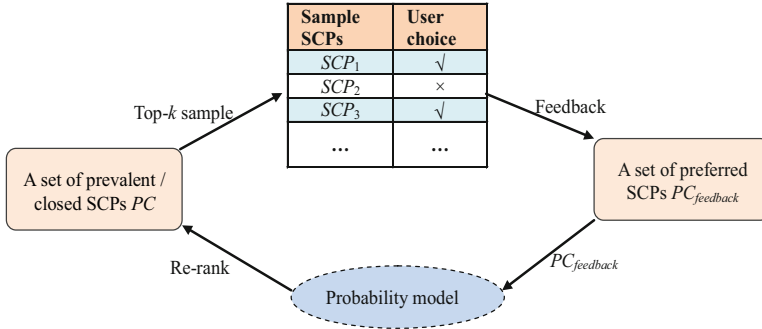 Sample SCPs User choice
SCP1 √
SCP2 ×
SCP3 √
... ...
Top-k sample
Feedback
A set of prevalent /
closed SCPs PC
A set of preferred
SCPs PCfeedback
Re-rank
PCfeedback
Probability model